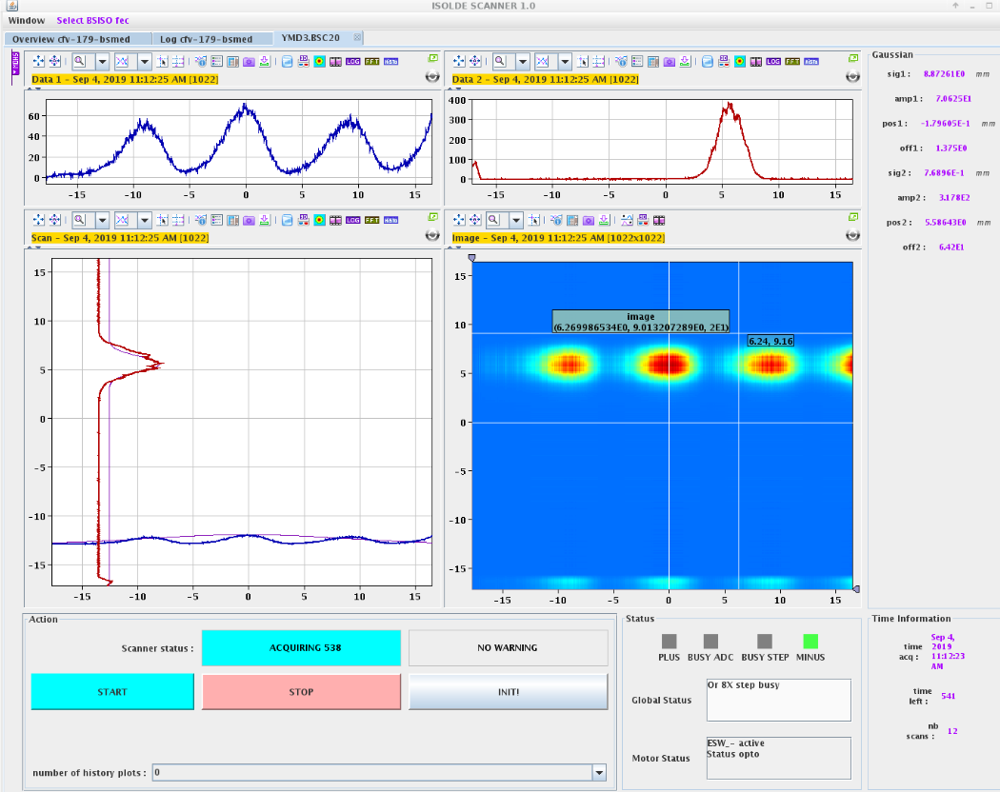 ISOLDE SCANNER 1.0
Window Select BSISO fec
Overview cfv-179-bsmed Log cfv-179-bsmed YMD3.BSC20
Data 1 - Sep 4, 2019 11:12:25 AM [1022]
LOG FFT
60
40
20
0
-15 -10 -5 0 5 10 15
Data 2 - Sep 4, 2019 11:12:25 AM [1022]
LOG FFT
400
300
200
100
0
-15 -10 -5 0 5 10 15
Scan - Sep 4, 2019 11:12:25 AM [1022]
LOG FFT
15
10
5
0
-5
-10
-15
-15 -10 -5 0 5 10 15
Image - Sep 4, 2019 11:12:25 AM [1022x1022]
15
10
5
0
-5
-10
-15
image
(6.269986534E0, 9.013207289E0, 2E1)
6.24, 9.16
-15 -10 -5 0 5 10 15
Gaussian
sig1 : 8.87261E0 mm
amp1 : 7.0625E1
pos1 : -1.79605E-1 mm
off1 : 1.375E0
sig2 : 7.6896E-1 mm
amp2 : 3.178E2
pos2 : 5.58643E0 mm
off2 : 6.42E1
Action
Scanner status : ACQUIRING 538 NO WARNING
START STOP INIT!
number of history plots : 0
Status
PLUS BUSY ADC BUSY STEP MINUS
Global Status Or 8X step busy
Motor Status ESW_- active
Status opto
Time Information
time acq : Sep 4, 2019 11:12:23 AM
time left : 541
nb scans : 12